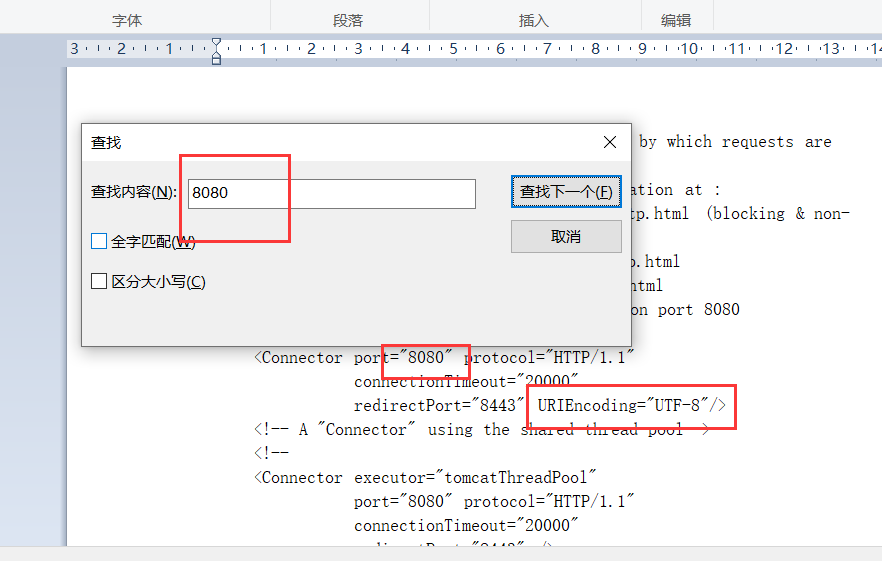 字体 段落 插入 编辑
3 2 1 1 2 3 4 5 6 7 8 9 10 11 12 13 14
查找
by which requests are
查找内容(N): 8080 查找下一个(F)
ation at :
tp.html (blocking & non-
全字匹配(W) 取消
p.html
区分大小写(C) html
on port 8080
<Connector port="8080" protocol="HTTP/1.1"
connectionTimeout="20000"
redirectPort="8443" URIEncoding="UTF-8"/>
<!-- A "Connector" using the shared thread pool-->
<!--
<Connector executor="tomcatThreadPool"
port="8080" protocol="HTTP/1.1"
connectionTimeout="20000"
redirectPort="8443" />